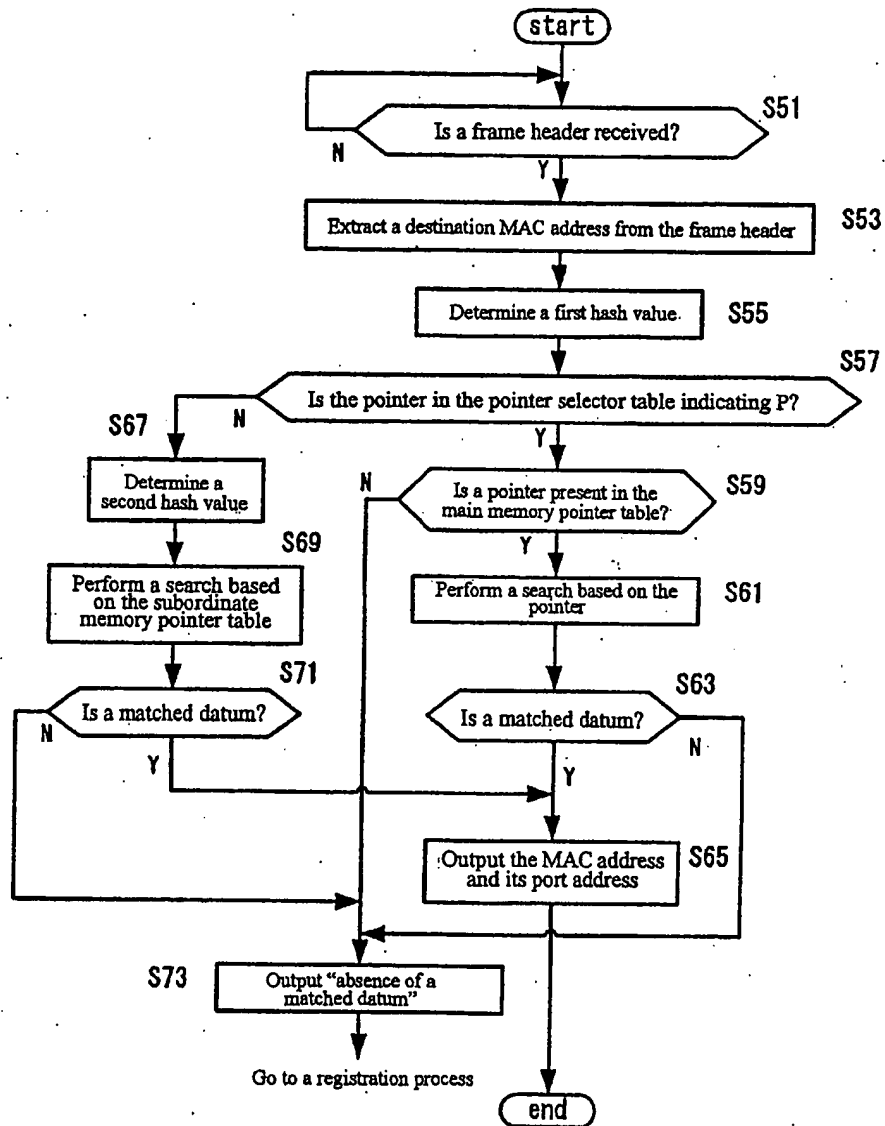 start
S51
Is a frame header received?
N
Y
Extract a destination MAC address from the frame header
S53
Determine a first hash value.
S55
S57
Is the pointer in the pointer selector table indicating P?
N
Y
S67
Determine a
second hash value
N
Is a pointer present in the
main memory pointer table?
S59
Y
S69
Perform a search based
on the subordinate
memory pointer table
Perform a search based on the
pointer
S61
S71
Is a matched datum?
N
Y
S63
Is a matched datum?
N
Y
Output the MAC address
and its port address
S65
S73
Output “absence of a
matched datum”
Go to a registration process
end